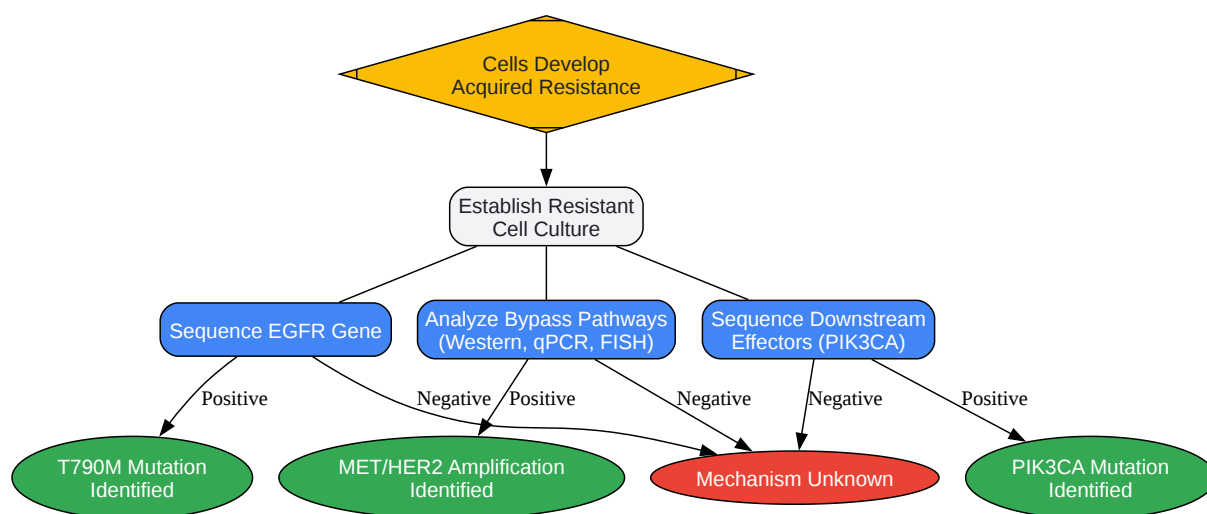 Cells Develop
Acquired Resistance
Establish Resistant
Cell Culture
Sequence EGFR Gene
Analyze Bypass Pathways
(Western, qPCR, FISH)
Sequence Downstream
Effectors (PIK3CA)
Positive
Negative
Positive
Negative
Negative
Positive
T790M Mutation
Identified
MET/HER2 Amplification
Identified
Mechanism Unknown
PIK3CA Mutation
Identified